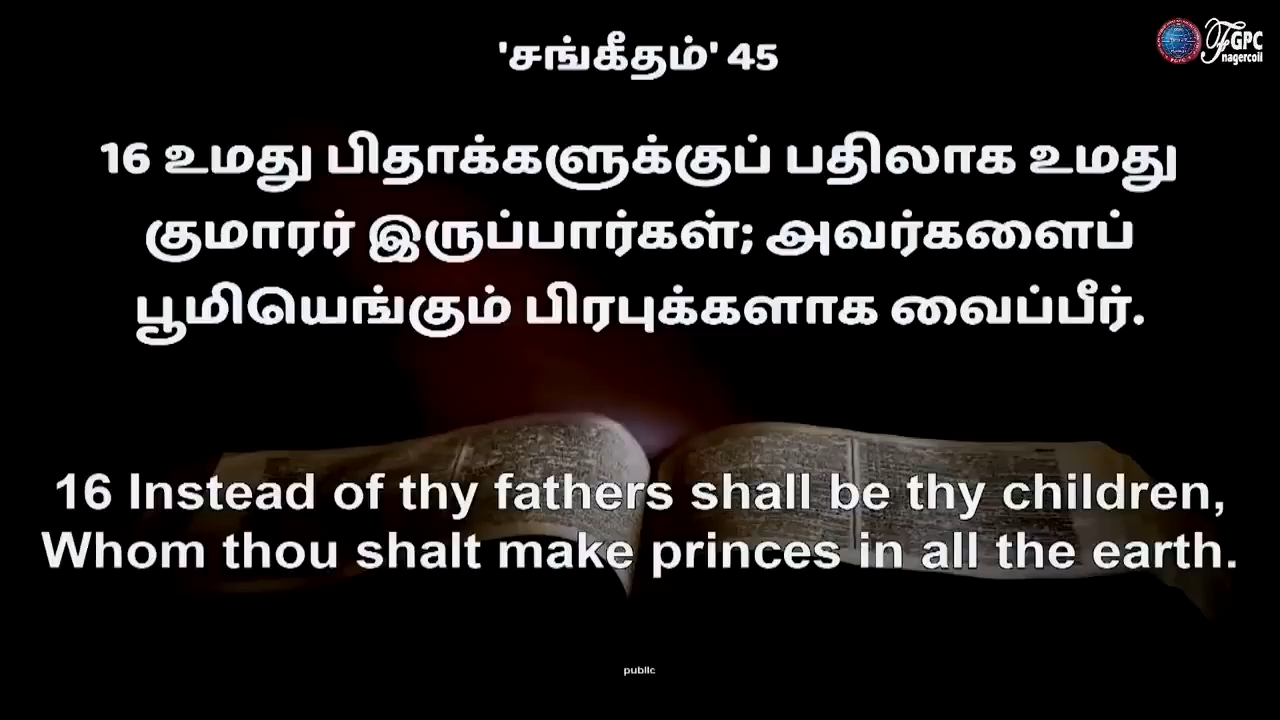 'சங்கீதம்' 45
FGPC
nagercoil
16 உமது பிதாக்களுக்குப் பதிலாக உமது
குமாரர் இருப்பார்கள்; அவர்களைப்
பூமியெங்கும் பிரபுக்களாக வைப்பீர்.
16 Instead of thy fathers shall be thy children,
Whom thou shalt make princes in all the earth.
public